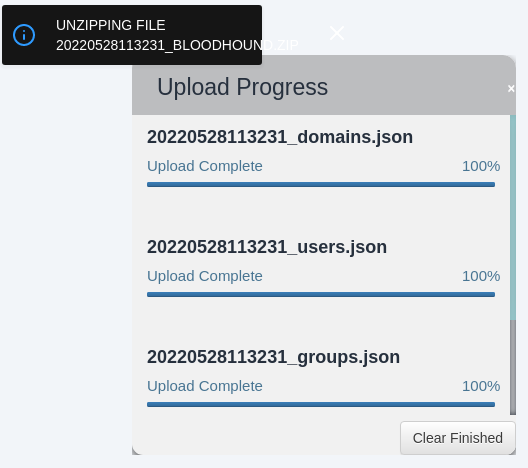 UNZIPPING FILE
20220528113231_BLOODHOUND.ZIP
Upload Progress
20220528113231_domains.json
Upload Complete 100%
20220528113231_users.json
Upload Complete 100%
20220528113231_groups.json
Upload Complete 100%
Clear Finished